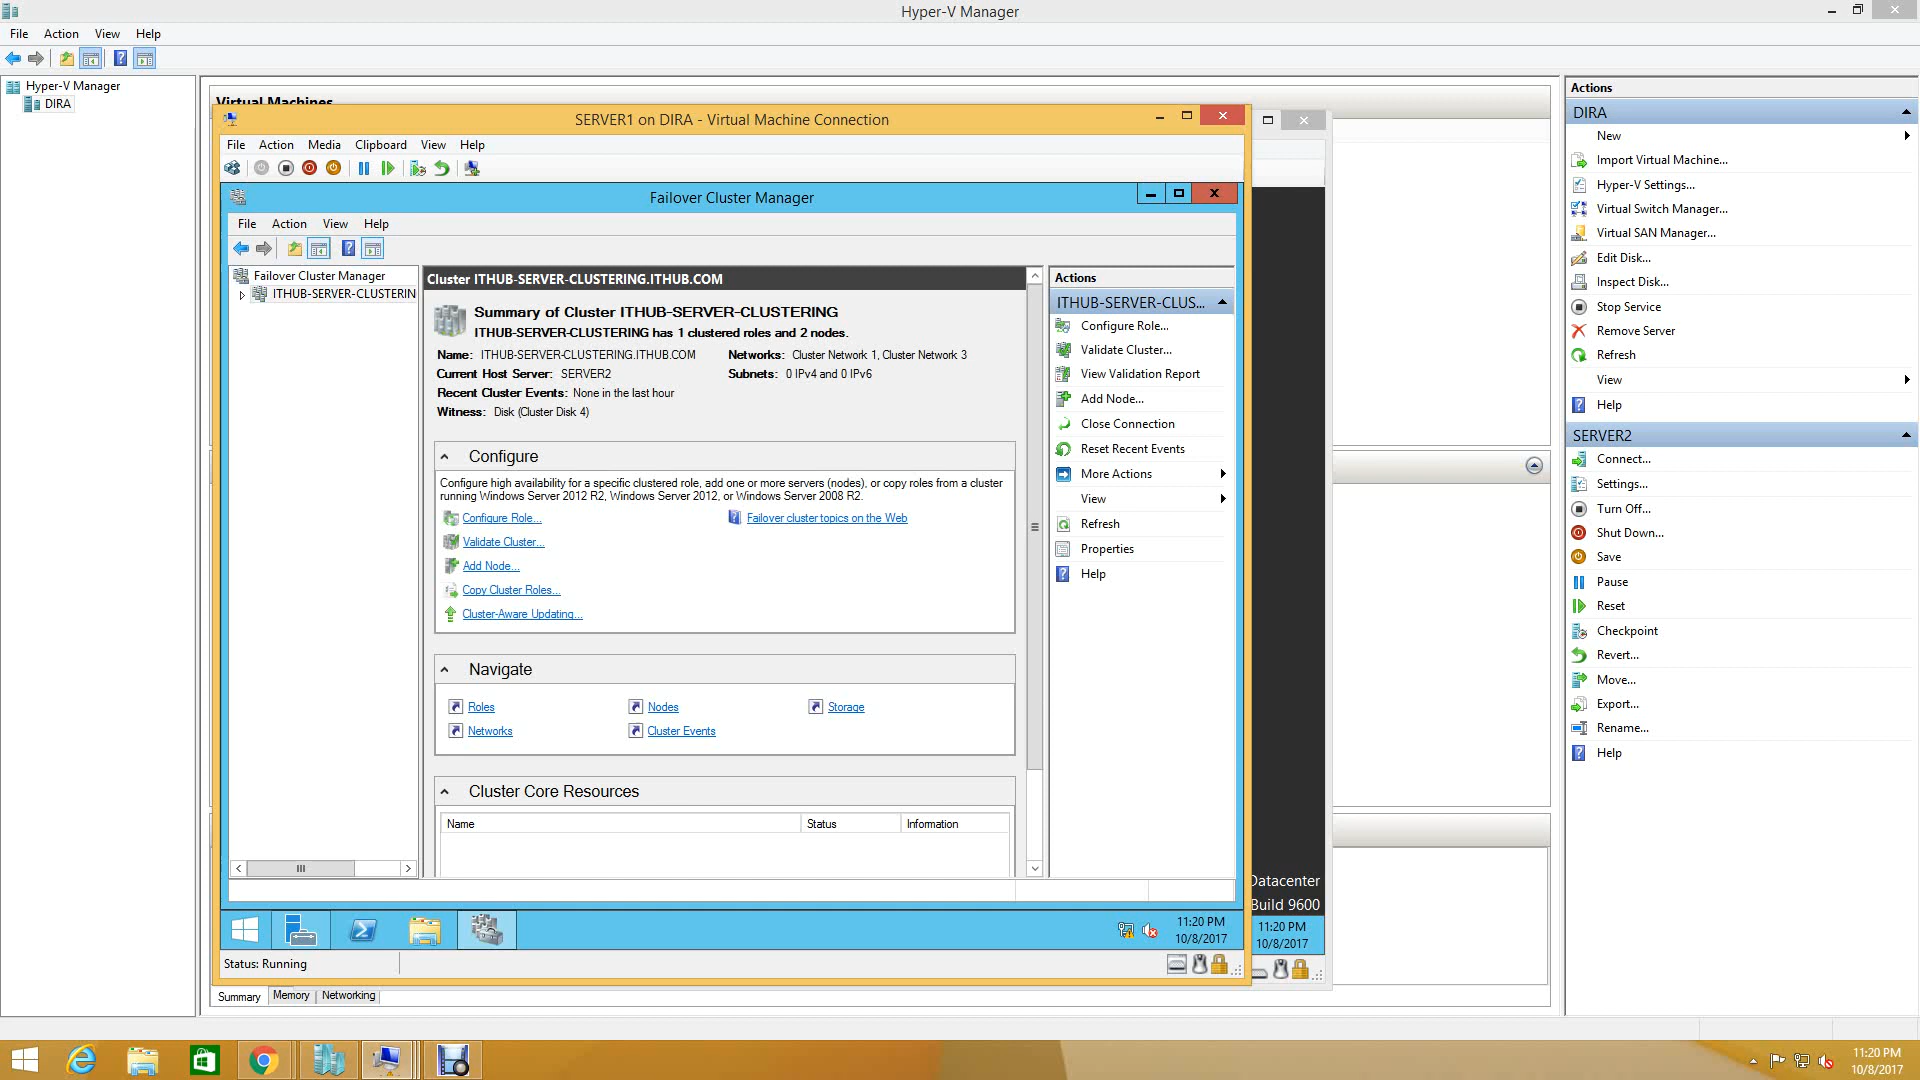 Hyper-V Manager
File Action View Help
Hyper-V Manager
DIRA
Virtual Machines
SERVER1 on DIRA - Virtual Machine Connection
File Action Media Clipboard View Help
Failover Cluster Manager
File Action View Help
Failover Cluster Manager
ITHUB-SERVER-CLUSTERIN
Cluster ITHUB-SERVER-CLUSTERING.ITHUB.COM
Summary of Cluster ITHUB-SERVER-CLUSTERING
ITHUB-SERVER-CLUSTERING has 1 clustered roles and 2 nodes.
Name: ITHUB-SERVER-CLUSTERING.ITHUB.COM Networks: Cluster Network 1, Cluster Network 3
Current Host Server: SERVER2 Subnets: 0 IPv4 and 0 IPv6
Recent Cluster Events: None in the last hour
Witness: Disk (Cluster Disk 4)
Configure
Configure high availability for a specific clustered role, add one or more servers (nodes), or copy roles from a cluster
running Windows Server 2012 R2, Windows Server 2012, or Windows Server 2008 R2.
Configure Role... Failover cluster topics on the Web
Validate Cluster...
Add Node...
Copy Cluster Roles...
Cluster-Aware Updating...
Navigate
Roles Nodes Storage
Networks Cluster Events
Cluster Core Resources
Name Status Information
Actions
ITHUB-SERVER-CLUS...
Configure Role...
Validate Cluster...
View Validation Report
Add Node...
Close Connection
Reset Recent Events
More Actions
View
Refresh
Properties
Help
11:20 PM
10/8/2017
Status: Running
Datacenter
Build 9600
11:20 PM
10/8/2017
Summary Memory Networking
Actions
DIRA
New
Import Virtual Machine...
Hyper-V Settings...
Virtual Switch Manager...
Virtual SAN Manager...
Edit Disk...
Inspect Disk...
Stop Service
Remove Server
Refresh
View
Help
SERVER2
Connect...
Settings...
Turn Off...
Shut Down...
Save
Pause
Reset
Checkpoint
Revert...
Move...
Export...
Rename...
Help
11:20 PM
10/8/2017